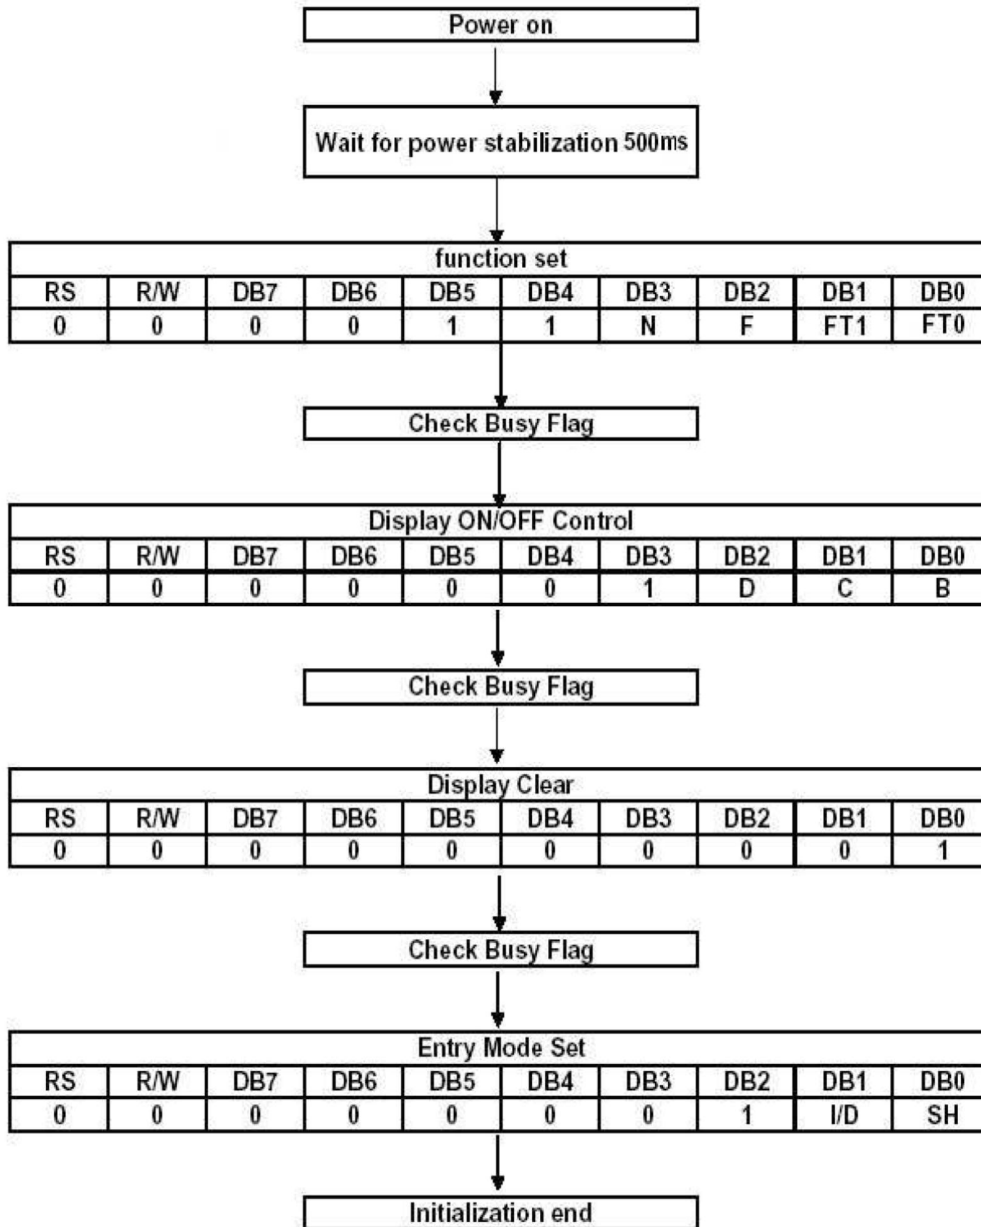 Power on
Wait for power stabilization 500ms
function set
RS R/W DB7 DB6 DB5 DB4 DB3 DB2 DB1 DB0
0 0 0 0 1 1 N F FT1 FT0
Check Busy Flag
Display ON/OFF Control
RS R/W DB7 DB6 DB5 DB4 DB3 DB2 DB1 DB0
0 0 0 0 0 0 1 D C B
Check Busy Flag
Display Clear
RS R/W DB7 DB6 DB5 DB4 DB3 DB2 DB1 DB0
0 0 0 0 0 0 0 0 0 1
Check Busy Flag
Entry Mode Set
RS R/W DB7 DB6 DB5 DB4 DB3 DB2 DB1 DB0
0 0 0 0 0 0 0 1 I/D SH
Initialization end